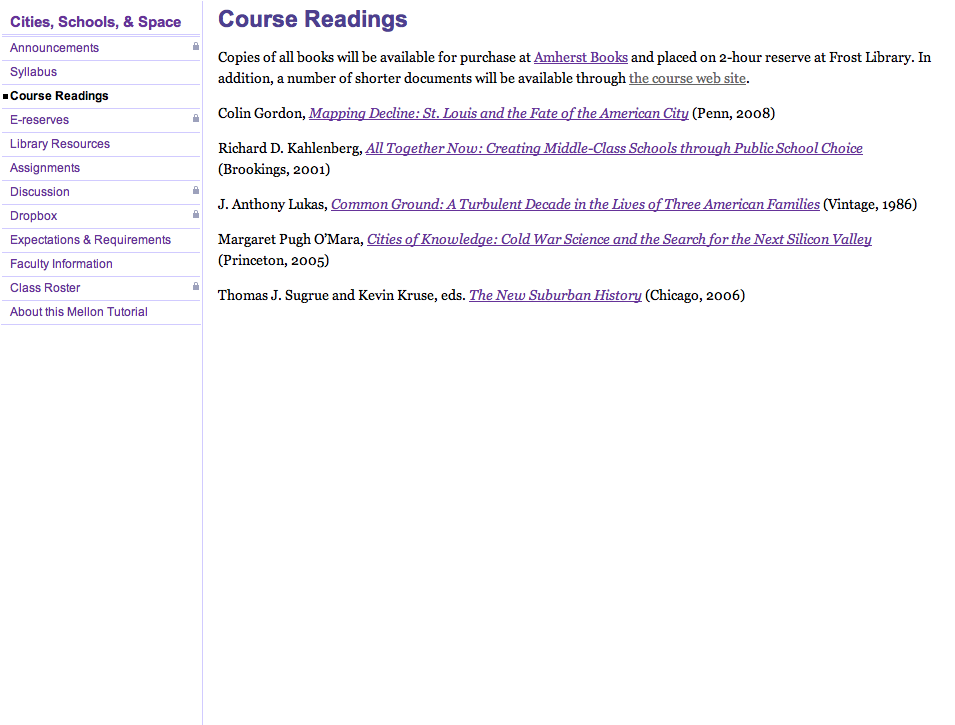 Cities, Schools, & Space
Announcements
Syllabus
Course Readings
E-reserves
Library Resources
Assignments
Discussion
Dropbox
Expectations & Requirements
Faculty Information
Class Roster
About this Mellon Tutorial
Course Readings
Copies of all books will be available for purchase at Amherst Books and placed on 2-hour reserve at Frost Library. In
addition, a number of shorter documents will be available through the course web site.
Colin Gordon, Mapping Decline: St. Louis and the Fate of the American City (Penn, 2008)
Richard D. Kahlenberg, All Together Now: Creating Middle-Class Schools through Public School Choice
(Brookings, 2001)
J. Anthony Lukas, Common Ground: A Turbulent Decade in the Lives of Three American Families (Vintage, 1986)
Margaret Pugh O’Mara, Cities of Knowledge: Cold War Science and the Search for the Next Silicon Valley
(Princeton, 2005)
Thomas J. Sugrue and Kevin Kruse, eds. The New Suburban History (Chicago, 2006)